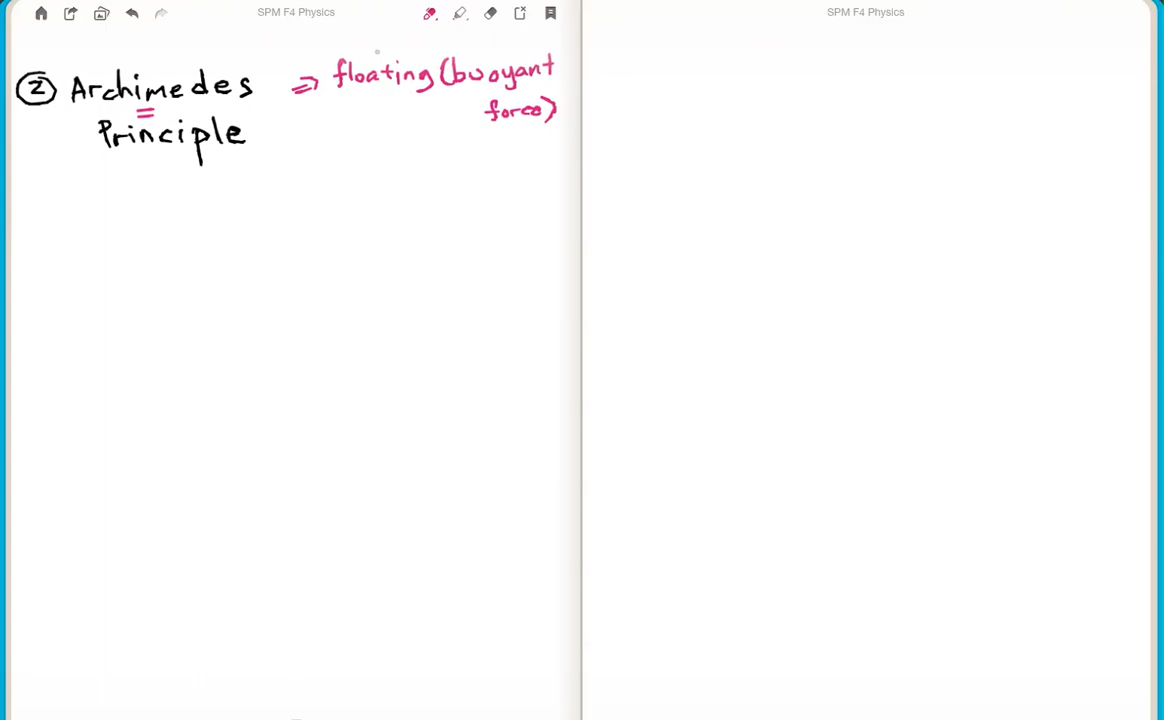 SPM F4 Physics
SPM F4 Physics
② Archimedes ⇒ floating (buoyant
force)
Principle